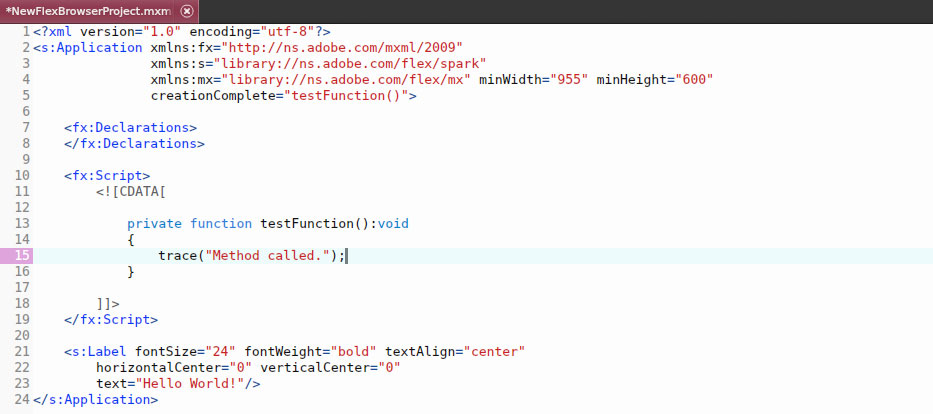 *NewFlexBrowserProject.mxm
1 <?xml version="1.0" encoding="utf-8"?>
2 <s:Application xmlns:fx="http://ns.adobe.com/mxml/2009"
3                xmlns:s="library://ns.adobe.com/flex/spark"
4                xmlns:mx="library://ns.adobe.com/flex/mx" minWidth="955" minHeight="600"
5                creationComplete="testFunction()">
6
7     <fx:Declarations>
8     </fx:Declarations>
9
10     <fx:Script>
11         <![CDATA[
12
13             private function testFunction():void
14             {
15                 trace("Method called.");
16             }
17
18         ]]>
19     </fx:Script>
20
21     <s:Label fontSize="24" fontWeight="bold" textAlign="center"
22         horizontalCenter="0" verticalCenter="0"
23         text="Hello World!"/>
24 </s:Application>